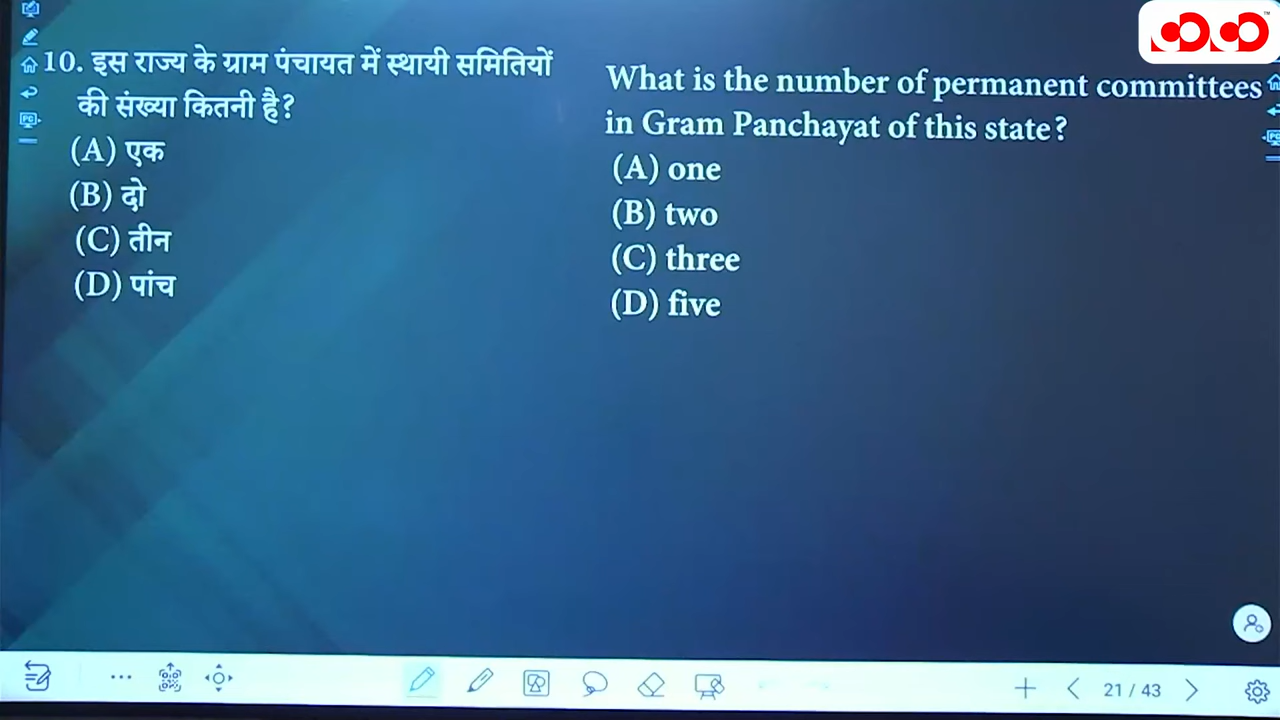 10. इस राज्य के ग्राम पंचायत में स्थायी समितियों
की संख्या कितनी है?
(A) एक
(B) दो
(C) तीन
(D) पांच
What is the number of permanent committees
in Gram Panchayat of this state?
(A) one
(B) two
(C) three
(D) five
21 / 43